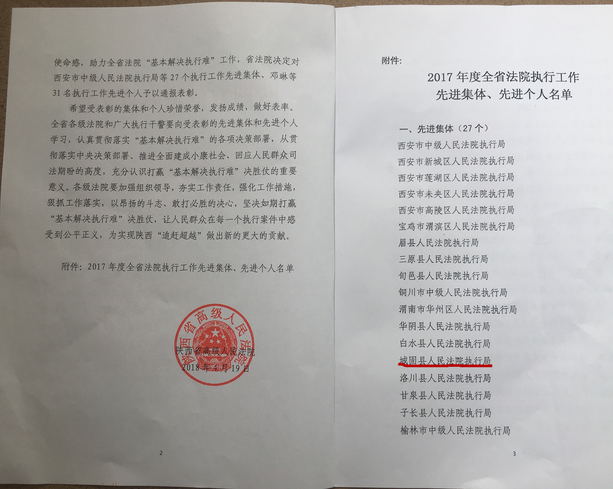 使命感，助力全省法院“基本解决执行难”工作，省法院决定对
西安市中级人民法院执行局等27个执行工作先进集体、邓琳等
31名执行工作先进个人予以通报表彰。
希望受表彰的集体和个人珍惜荣誉，发扬成绩，做好表率。
全省各级法院和广大执行干警要向受表彰的先进集体和先进个人
学习，认真贯彻落实“基本解决执行难”的各项决策部署，从贯
彻落实中央决策部署、推进全面建成小康社会、回应人民群众司
法期盼的高度，充分认识打赢“基本解决执行难”决胜仗的重要
意义。各级法院要加强组织领导，夯实工作责任，强化工作措施，
狠抓工作落实，以昂扬的斗志、敢打必胜的决心，坚决如期打赢
“基本解决执行难”决胜仗，让人民群众在每一个执行案件中感
受到公平正义，为实现陕西“追赶超越”做出新的更大的贡献。
附件：2017年度全省法院执行工作先进集体、先进个人名单
陕西省高级人民法院
陕西省高级人民法院
2018年4月19日
2
附件：
2017年度全省法院执行工作
先进集体、先进个人名单
一、先进集体（27个）
西安市中级人民法院执行局
西安市新城区人民法院执行局
西安市莲湖区人民法院执行局
西安市未央区人民法院执行局
西安市高陵区人民法院执行局
宝鸡市渭滨区人民法院执行局
眉县人民法院执行局
三原县人民法院执行局
旬邑县人民法院执行局
铜川市中级人民法院执行局
渭南市华州区人民法院执行局
华阴县人民法院执行局
白水县人民法院执行局
城固县人民法院执行局
洛川县人民法院执行局
甘泉县人民法院执行局
子长县人民法院执行局
榆林市中级人民法院执行局
3